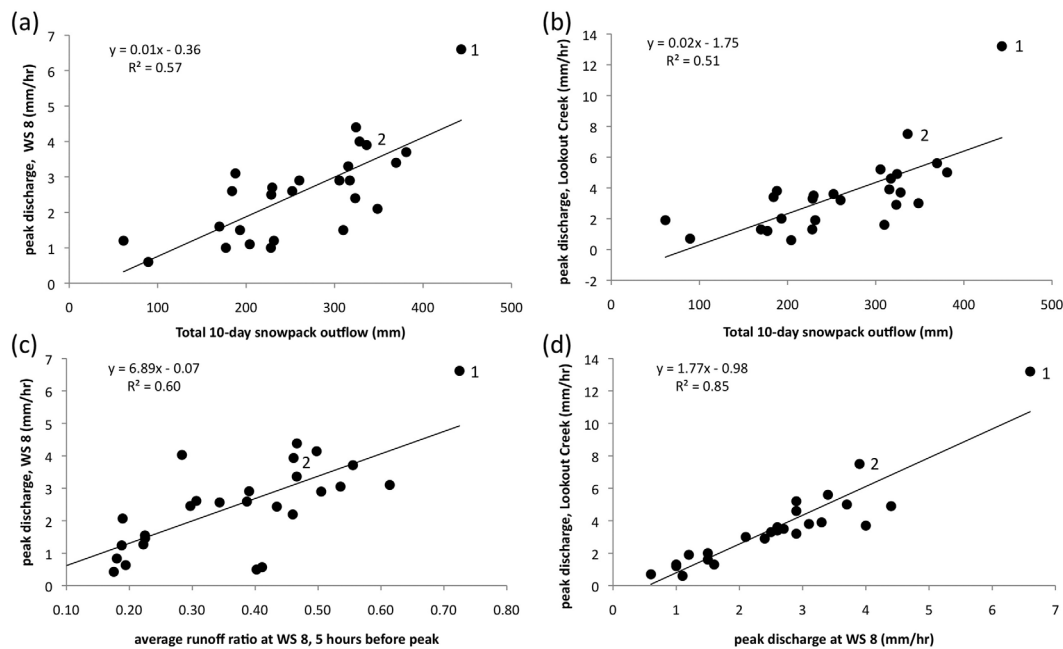 (a)
y = 0.01x - 0.36
R² = 0.57
peak discharge, WS 8 (mm/hr)
7
6
5
4
3
2
1
0
0 100 200 300 400 500
Total 10-day snowpack outflow (mm)
1
2
(b)
y = 0.02x - 1.75
R² = 0.51
peak discharge, Lookout Creek (mm/hr)
14
12
10
8
6
4
2
0
-2
0 100 200 300 400 500
Total 10-day snowpack outflow (mm)
1
2
(c)
y = 6.89x - 0.07
R² = 0.60
peak discharge, WS 8 (mm/hr)
7
6
5
4
3
2
1
0
0.10 0.20 0.30 0.40 0.50 0.60 0.70 0.80
average runoff ratio at WS 8, 5 hours before peak
1
2
(d)
y = 1.77x - 0.98
R² = 0.85
peak discharge, Lookout Creek (mm/hr)
14
12
10
8
6
4
2
0
0 1 2 3 4 5 6 7
peak discharge at WS 8 (mm/hr)
1
2